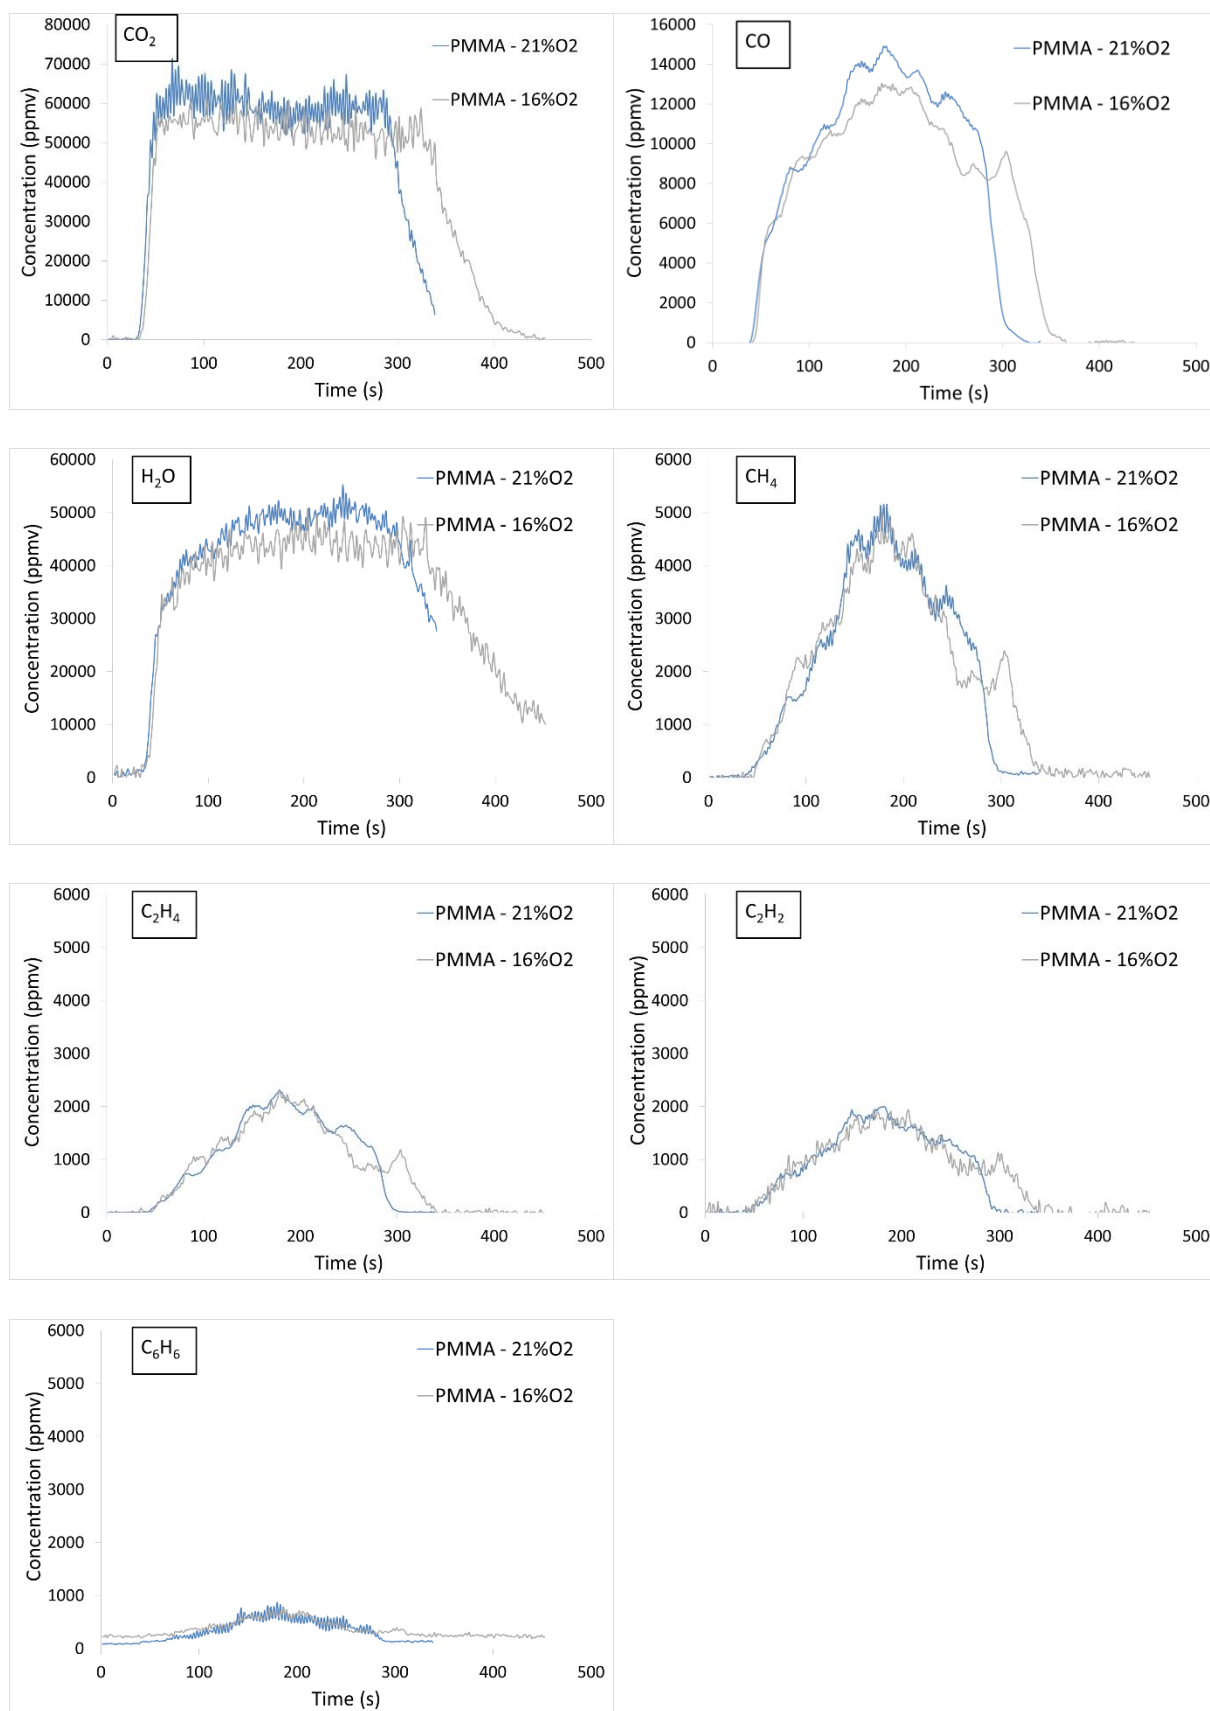 CO₂
PMMA - 21%O2
PMMA - 16%O2
Concentration (ppmv)
80000
70000
60000
50000
40000
30000
20000
10000
0
0 100 200 300 400 500
Time (s)
CO
PMMA - 21%O2
PMMA - 16%O2
Concentration (ppmv)
16000
14000
12000
10000
8000
6000
4000
2000
0
0 100 200 300 400 500
Time (s)
H₂O
PMMA - 21%O2
PMMA - 16%O2
Concentration (ppmv)
60000
50000
40000
30000
20000
10000
0
0 100 200 300 400 500
Time (s)
CH₄
PMMA - 21%O2
PMMA - 16%O2
Concentration (ppmv)
6000
5000
4000
3000
2000
1000
0
0 100 200 300 400 500
Time (s)
C₂H₄
PMMA - 21%O2
PMMA - 16%O2
Concentration (ppmv)
6000
5000
4000
3000
2000
1000
0
0 100 200 300 400 500
Time (s)
C₂H₂
PMMA - 21%O2
PMMA - 16%O2
Concentration (ppmv)
6000
5000
4000
3000
2000
1000
0
0 100 200 300 400 500
Time (s)
C₆H₆
PMMA - 21%O2
PMMA - 16%O2
Concentration (ppmv)
6000
5000
4000
3000
2000
1000
0
0 100 200 300 400 500
Time (s)